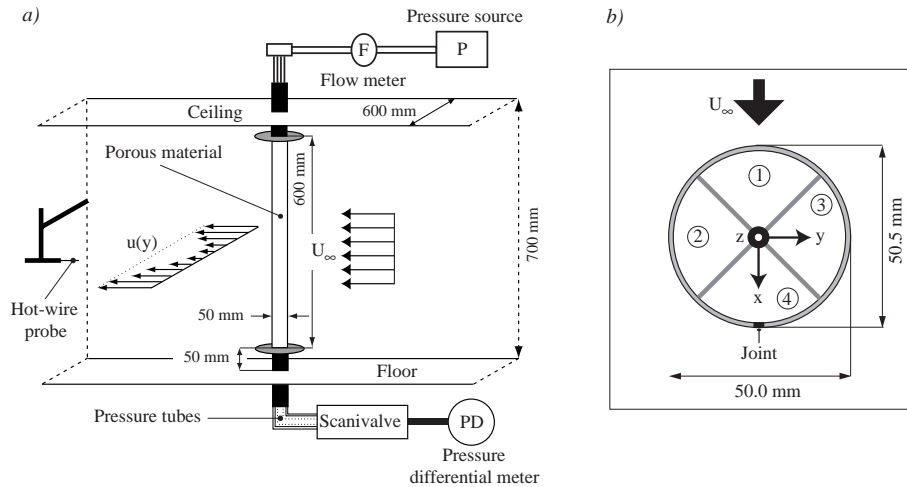 a)
Pressure source
F
P
Flow meter
Ceiling
600 mm
Porous material
600 mm
u(y)
U∞
700 mm
Hot-wire
probe
50 mm
50 mm
Floor
Pressure tubes
Scanivalve
PD
Pressure
differential meter
b)
U∞
1
3
2
z
y
x
4
50.5 mm
Joint
50.0 mm